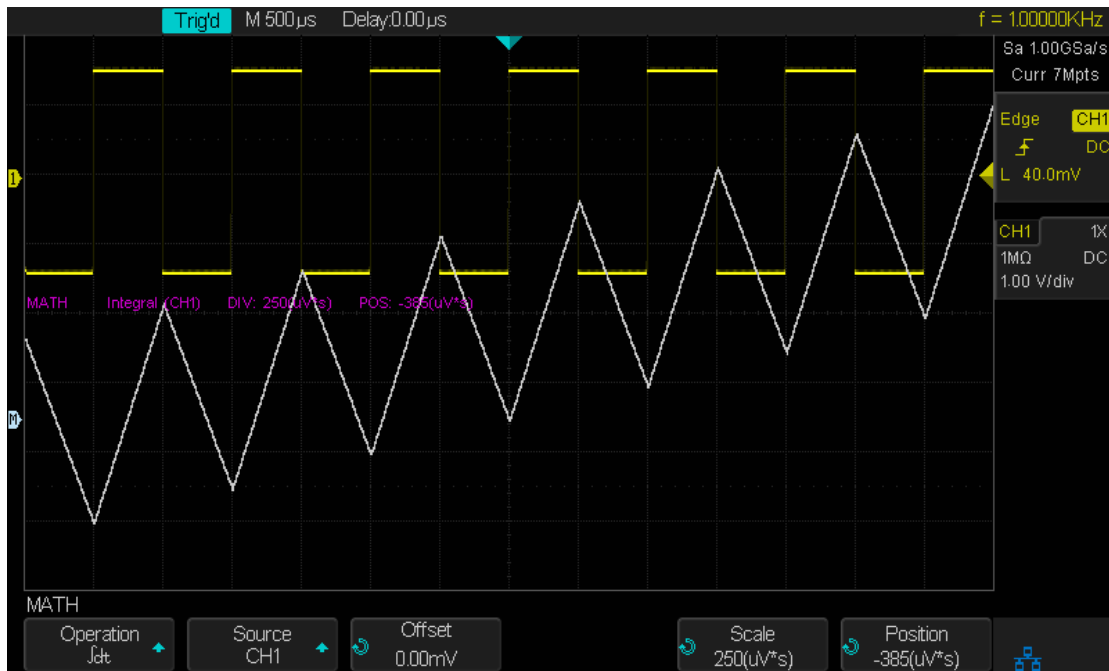 Trig'd M 500µs Delay:0.00µs f = 1.00000KHz
Sa 1.00GSa/s
Curr 7Mpts
Edge CH1
DC
L 40.0mV
1
CH1 1X
1MΩ DC
1.00 V/div
MATH Integral (CH1) DIV: 250(uV*s) POS: -385(uV*s)
M
MATH
Operation
∫dt
Source
CH1
Offset
0.00mV
Scale
250(uV*s)
Position
-385(uV*s)